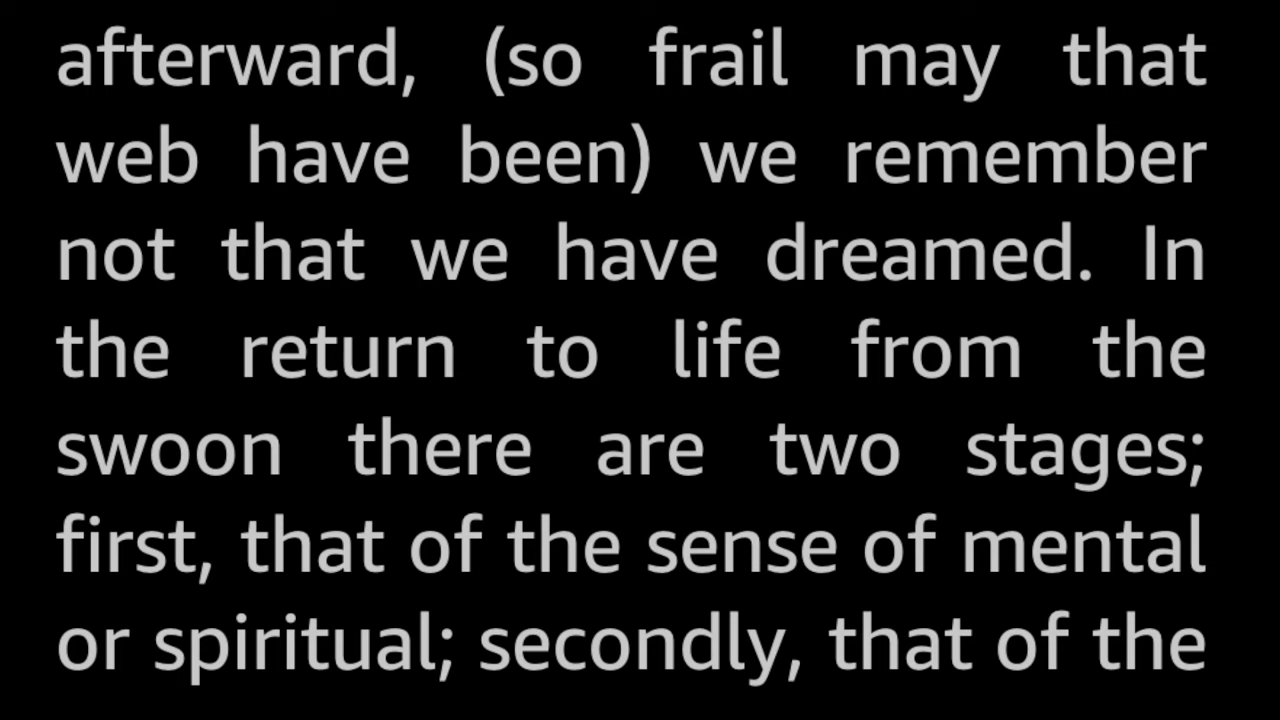 afterward, (so frail may that
web have been) we remember
not that we have dreamed. In
the return to life from the
swoon there are two stages;
first, that of the sense of mental
or spiritual; secondly, that of the